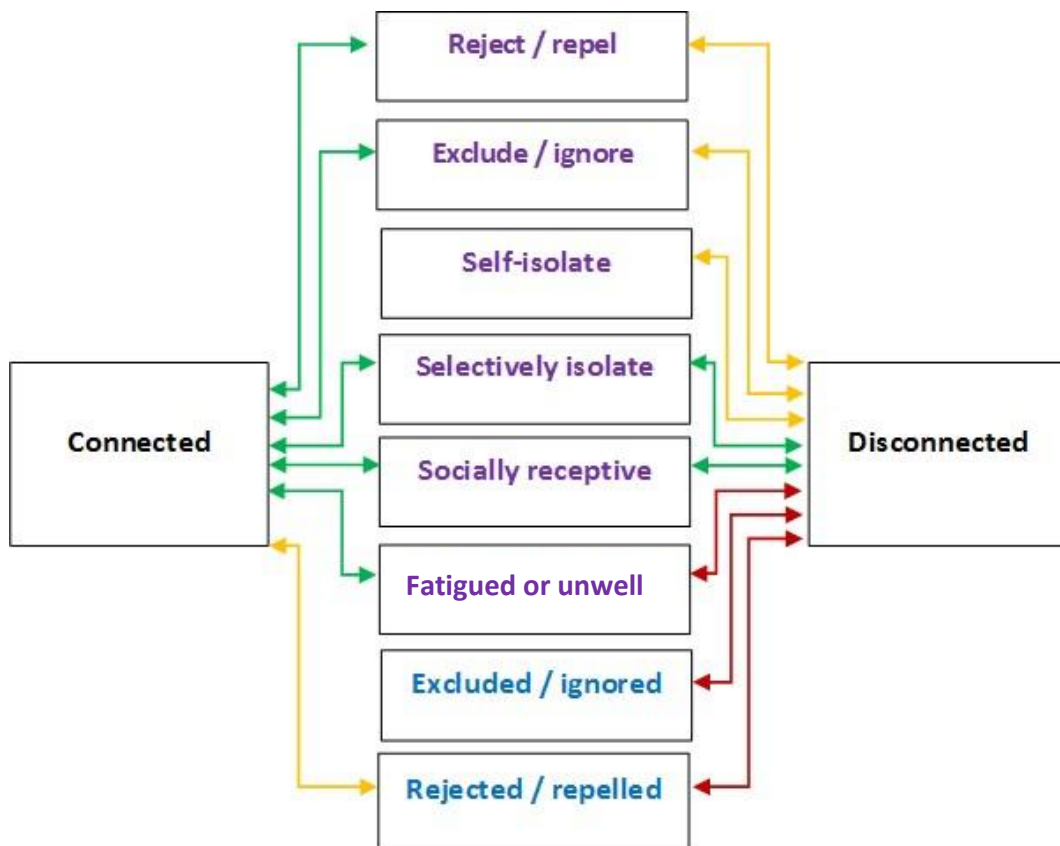 Reject / repel
Exclude / ignore
Self-isolate
Selectively isolate
Connected
Disconnected
Socially receptive
Fatigued or unwell
Excluded / ignored
Rejected / repelled